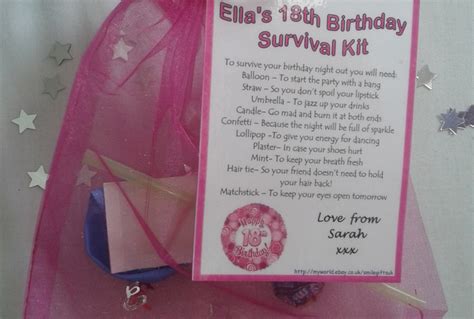 Ella's 18th Birthday
Survival Kit
To survive your birthday night out you will need:
Balloon – To start the party with a bang
Straw – So you don't spoil your lipstick
Umbrella – To jazz up your drinks
Candle– Go mad and burn it at both ends
Confetti – Because the night will be full of sparkle
Lollipop -To give you energy for dancing
Plaster- In case your shoes hurt
Mint- To keep your breath fresh
Hair tie– So your friend doesn't need to hold
your hair back!
Matchstick – To keep your eyes open tomorrow
Love from
Sarah
xxx
Happy
18th
Birthday
http://myworld.ebay.co.uk/smilegiftsuk